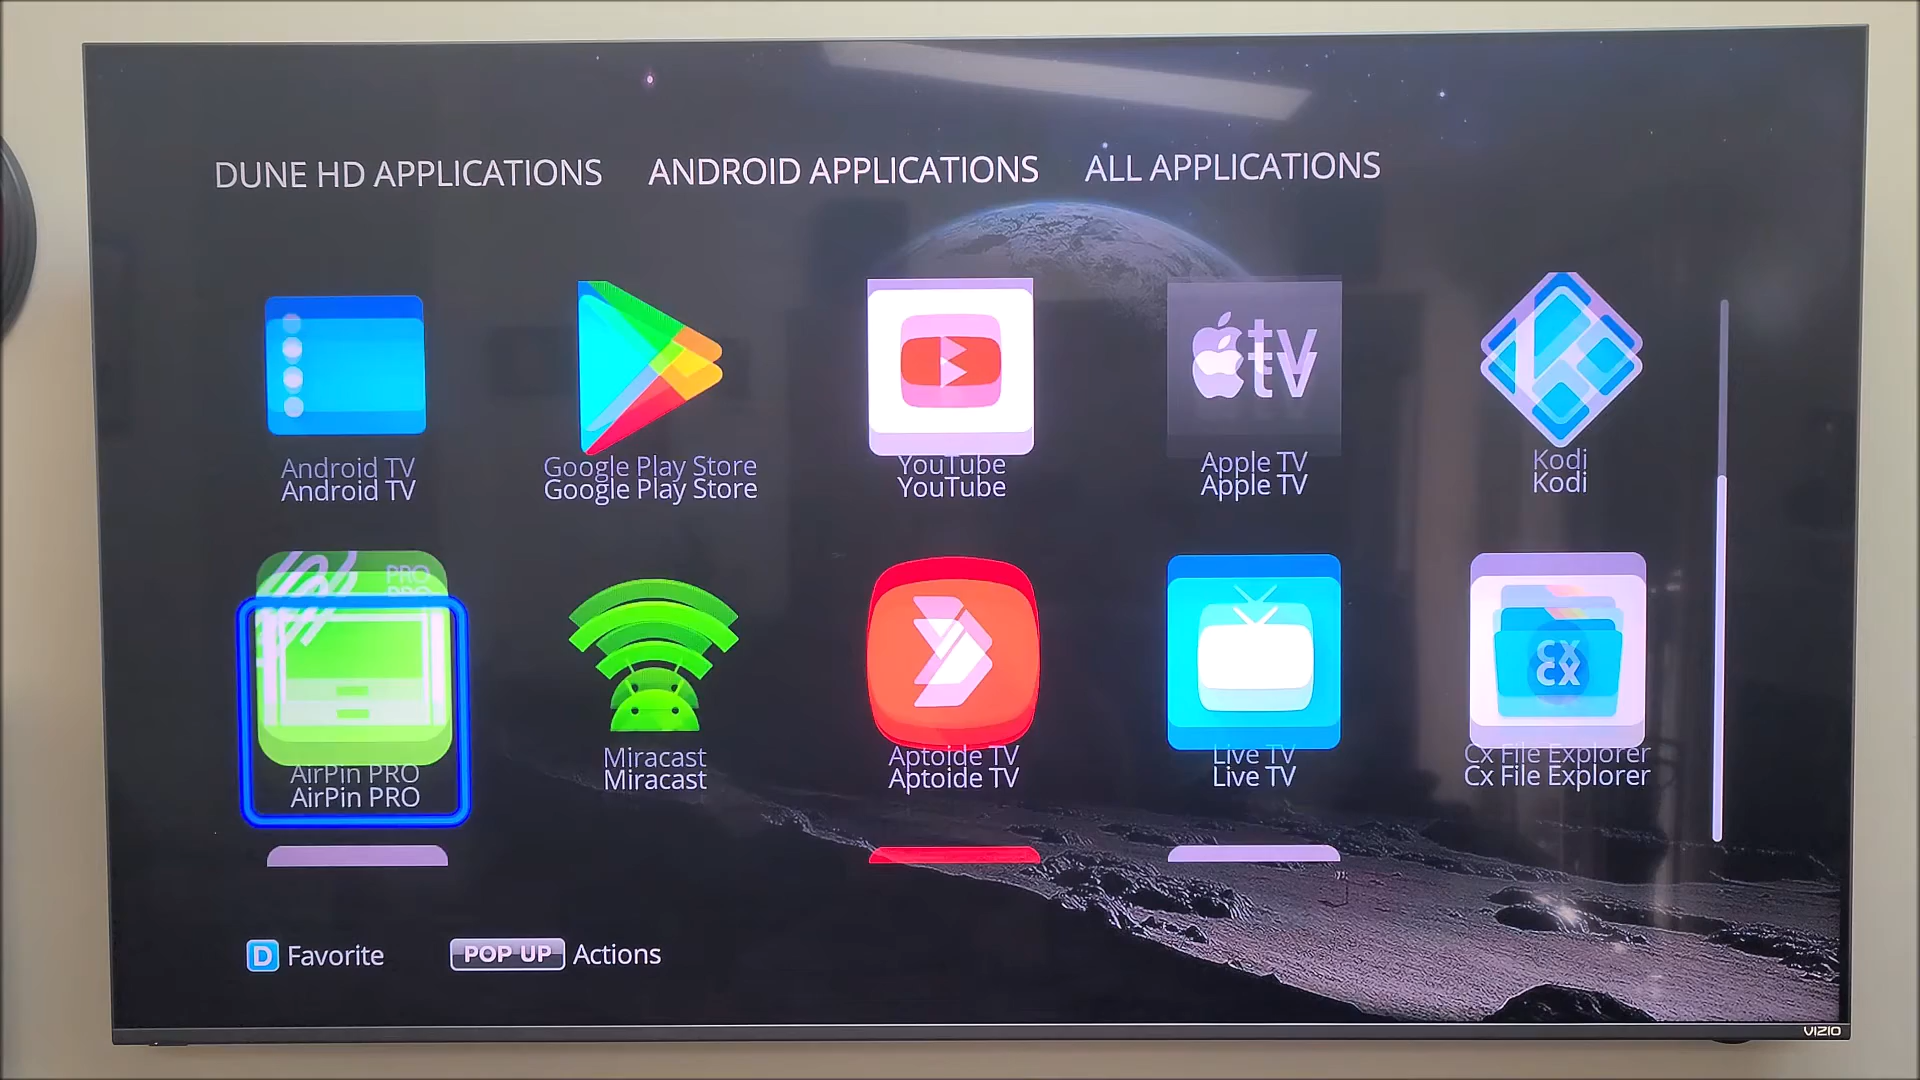 DUNE HD APPLICATIONS ANDROID APPLICATIONS ALL APPLICATIONS
tv
Android TV Google Play Store YouTube Apple TV Kodi
Android TV Google Play Store YouTube Apple TV Kodi
PRO
PRO
CX
CX
AirPin PRO Miracast Aptoide TV Live TV Cx File Explorer
AirPin PRO Miracast Aptoide TV Live TV Cx File Explorer
D Favorite POP UP Actions
VIZIO